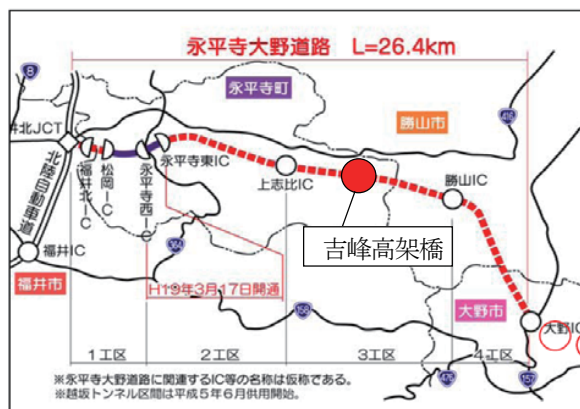 永平寺大野道路 L=26.4km
8
永平寺町
416
勝山市
井北JCT
永平寺東IC
福井北IC
松岡IC
永平寺西IC
上志比IC
勝山IC
北陸自動車道
吉峰高架橋
福井IC
364
福井市
H19年3月17日開通
大野市
158
大野IC
1工区
2工区
3工区
4工区
476
157
※永平寺大野道路に関連するIC等の名称は仮称である。
※越坂トンネル区間は平成5年6月供用開始。